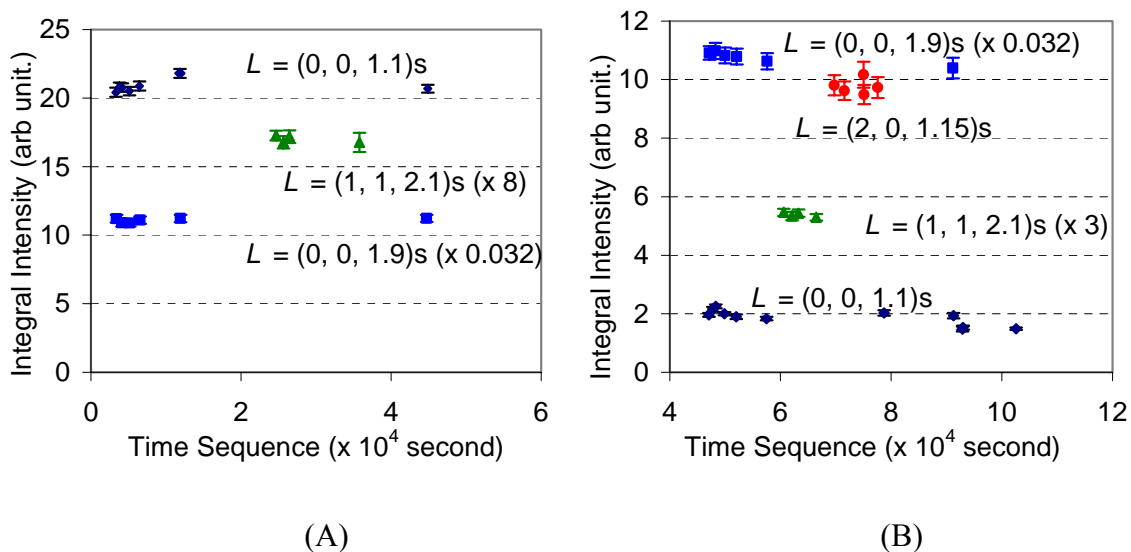 25
20
15
10
5
0
Integral Intensity (arb unit.)
L = (0, 0, 1.1)s
L = (1, 1, 2.1)s (x 8)
L = (0, 0, 1.9)s (x 0.032)
0 2 4 6
Time Sequence (x 10⁴ second)
(A)
12
10
8
6
4
2
0
Integral Intensity (arb unit.)
L = (0, 0, 1.9)s (x 0.032)
L = (2, 0, 1.15)s
L = (1, 1, 2.1)s (x 3)
L = (0, 0, 1.1)s
4 6 8 10 12
Time Sequence (x 10⁴ second)
(B)